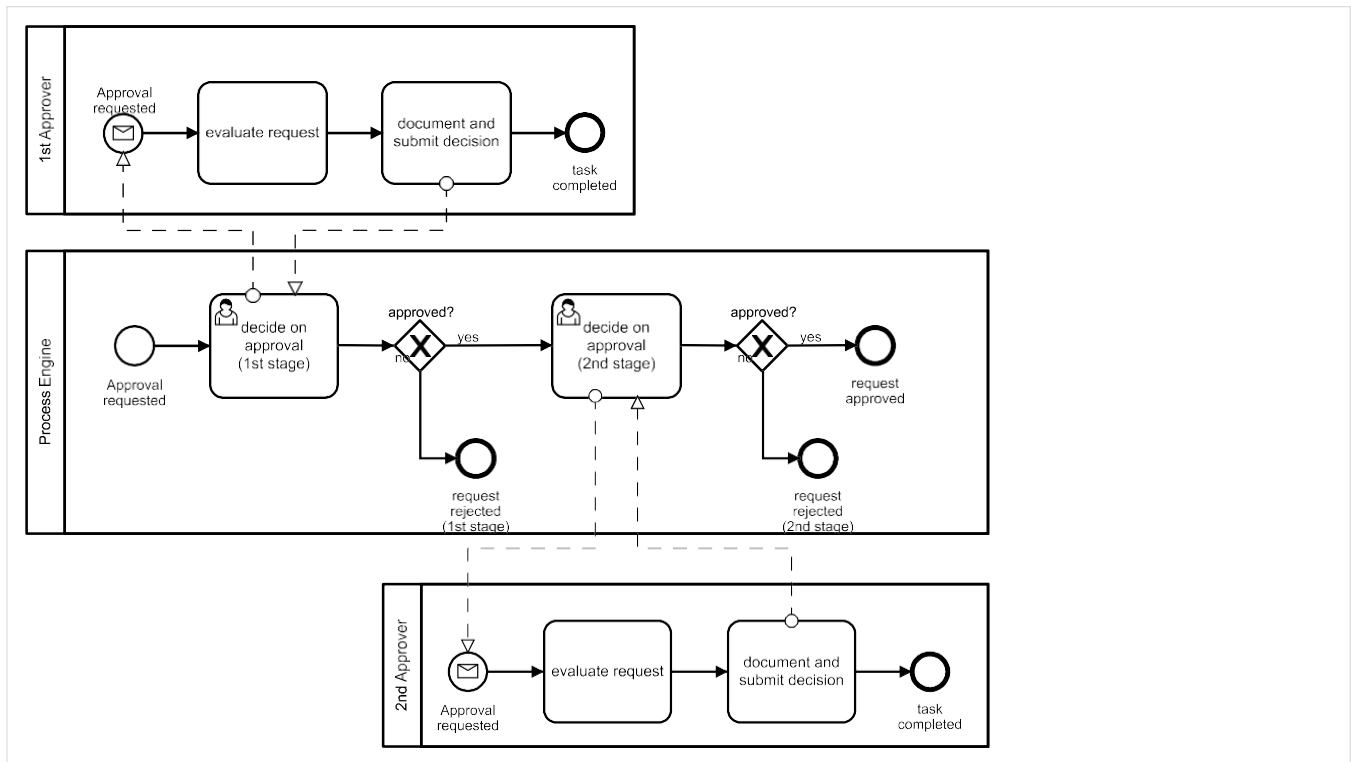 1st Approver
Approval
requested
evaluate request
document and
submit decision
task
completed
Process Engine
Approval
requested
decide on
approval
(1st stage)
approved?
yes
no
request
rejected
(1st stage)
decide on
approval
(2nd stage)
approved?
yes
no
request
approved
request
rejected
(2nd stage)
2nd Approver
Approval
requested
evaluate request
document and
submit decision
task
completed